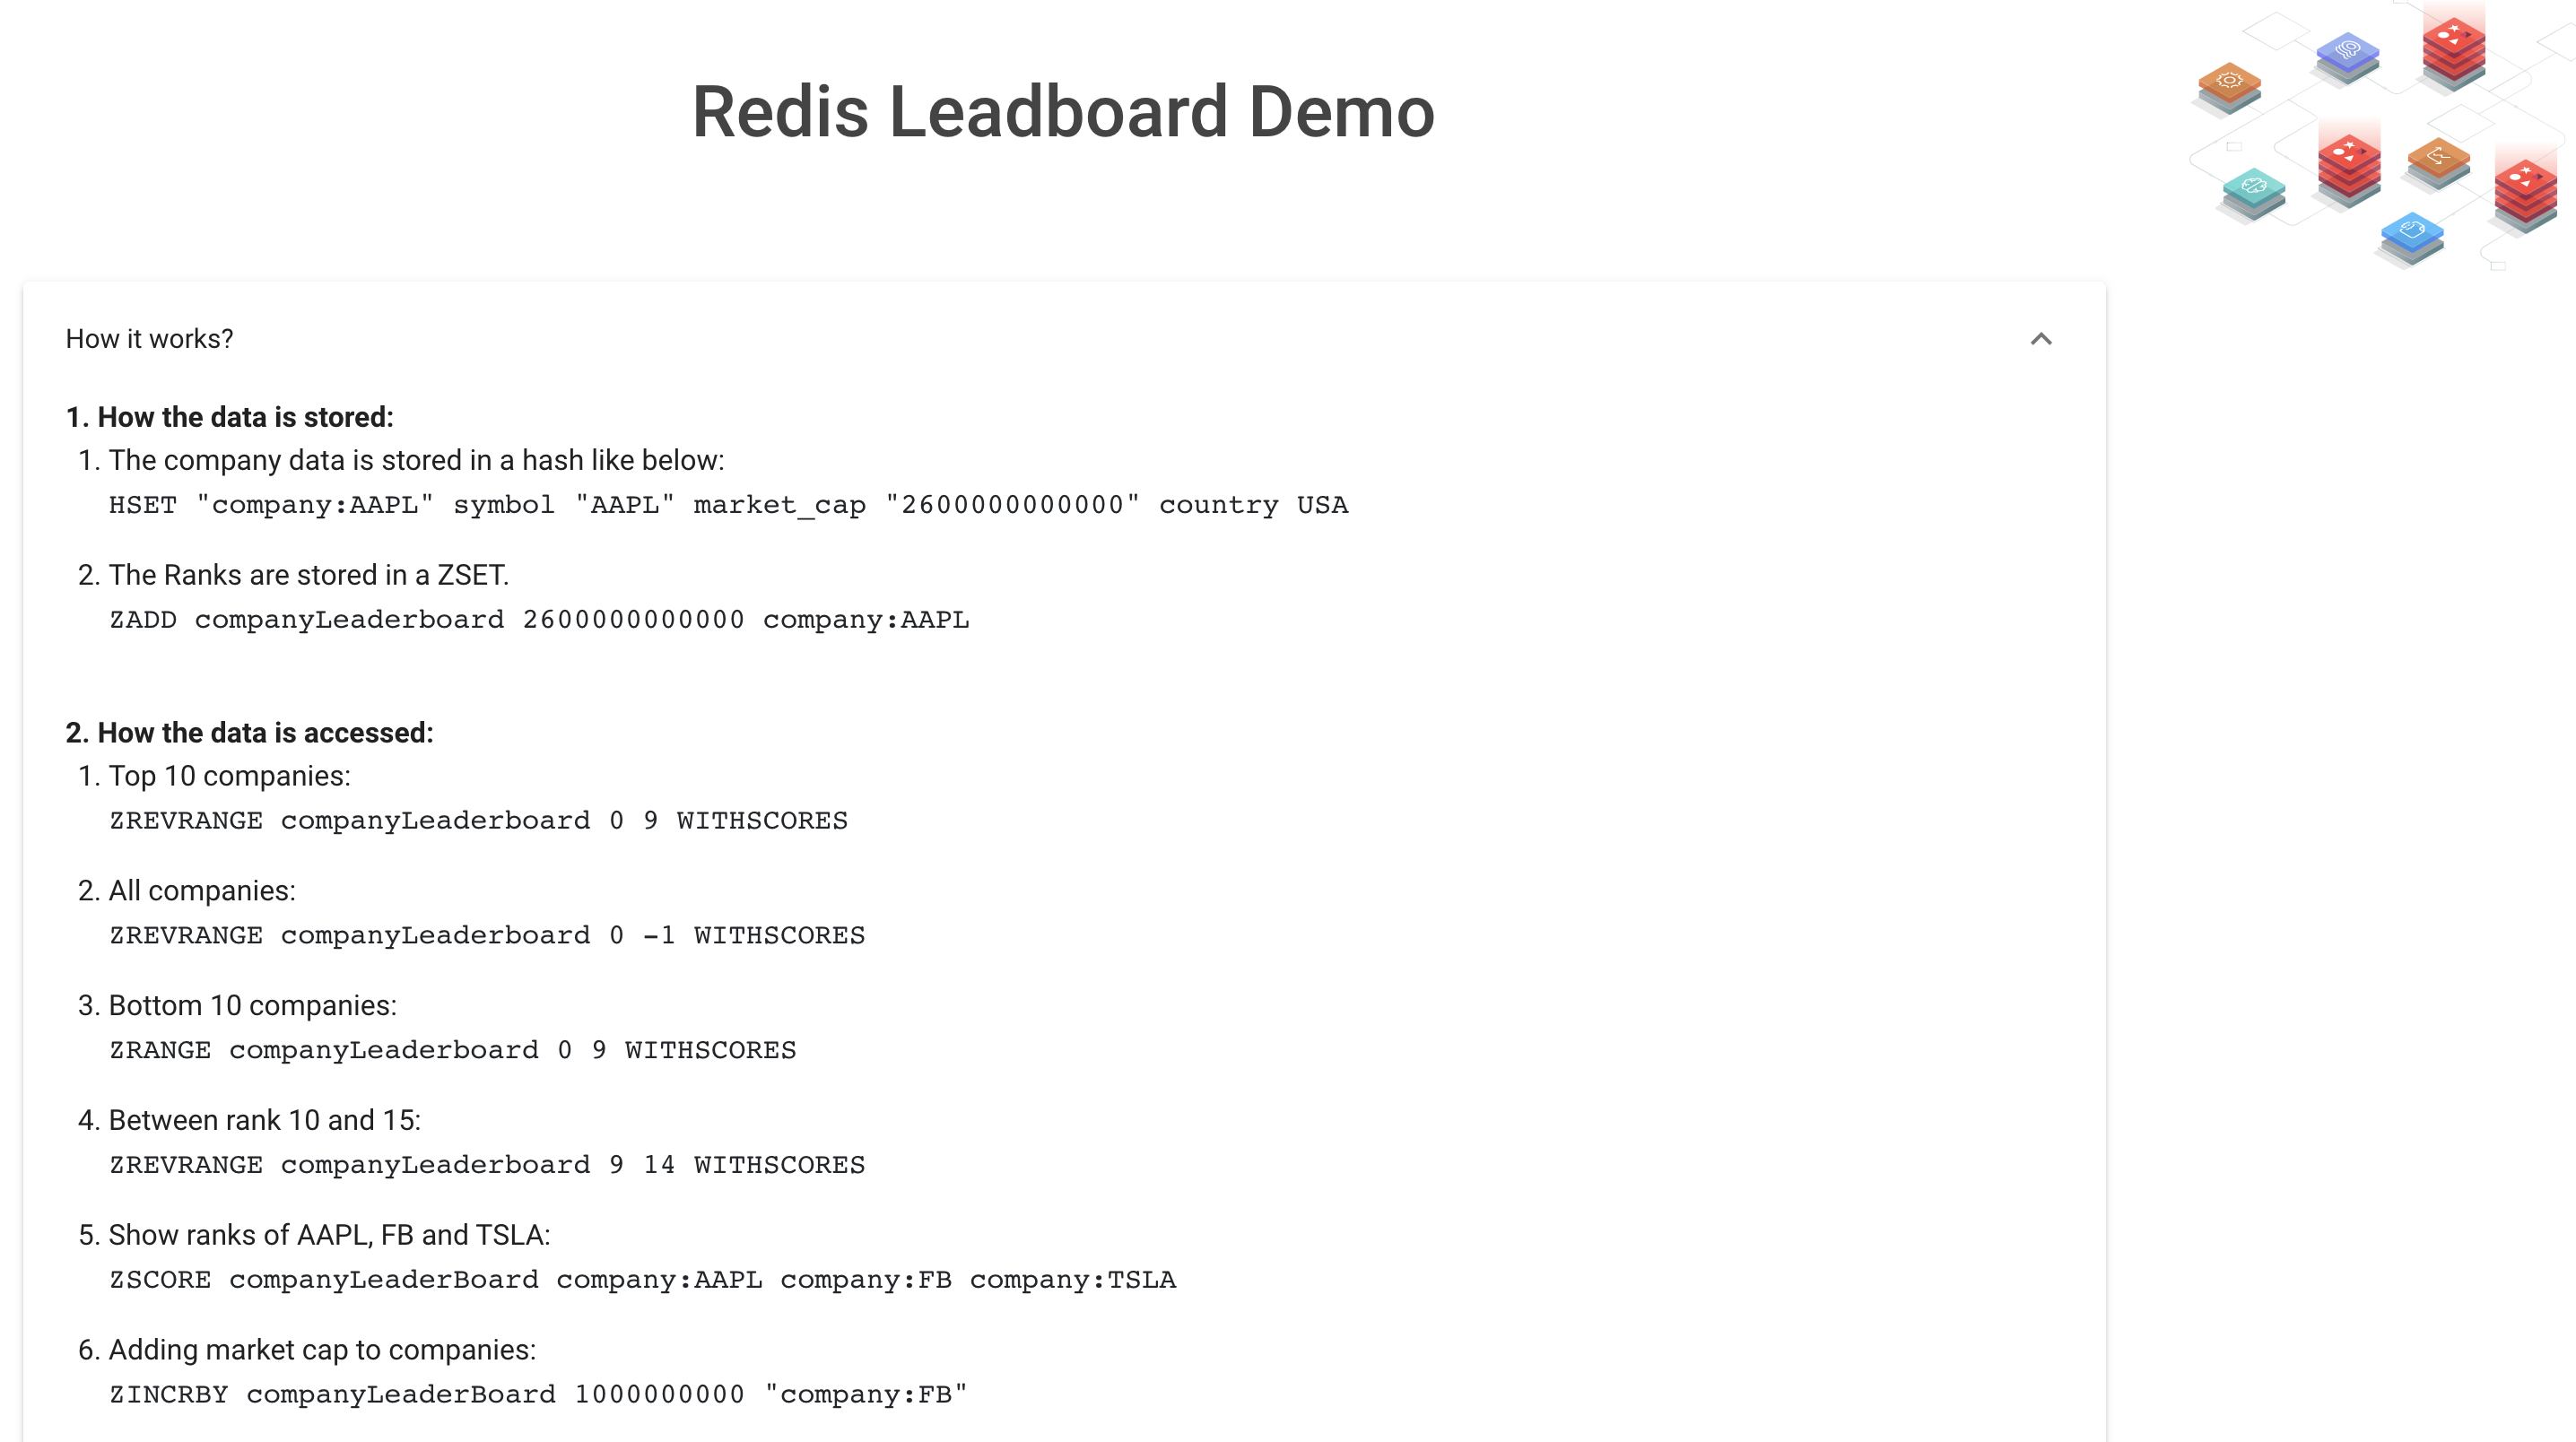 Redis Leadboard Demo
How it works?
1. How the data is stored:
1. The company data is stored in a hash like below:
HSET "company:AAPL" symbol "AAPL" market_cap "2600000000000" country USA
2. The Ranks are stored in a ZSET.
ZADD companyLeaderboard 2600000000000 company:AAPL
2. How the data is accessed:
1. Top 10 companies:
ZREVRANGE companyLeaderboard 0 9 WITHSCORES
2. All companies:
ZREVRANGE companyLeaderboard 0 -1 WITHSCORES
3. Bottom 10 companies:
ZRANGE companyLeaderboard 0 9 WITHSCORES
4. Between rank 10 and 15:
ZREVRANGE companyLeaderboard 9 14 WITHSCORES
5. Show ranks of AAPL, FB and TSLA:
ZSCORE companyLeaderBoard company:AAPL company:FB company:TSLA
6. Adding market cap to companies:
ZINCRBY companyLeaderBoard 1000000000 "company:FB"